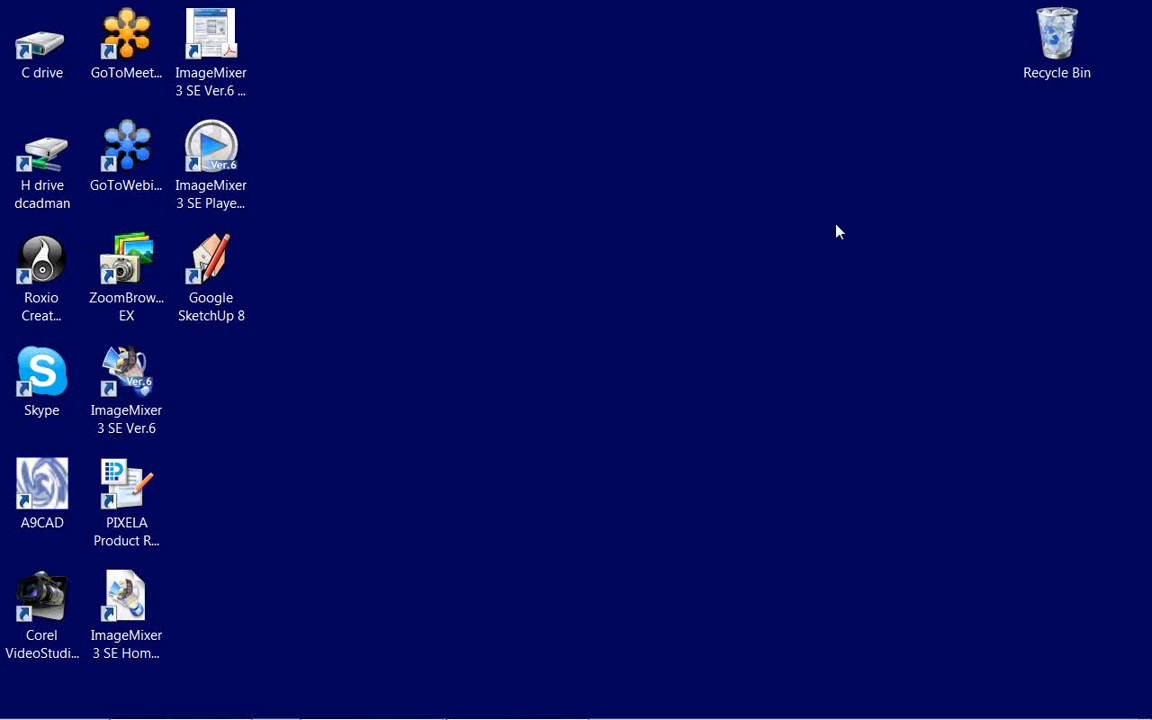 C drive
GoToMeet...
ImageMixer
3 SE Ver.6 ...
Recycle Bin
H drive
dcadman
GoToWebi...
Ver.6
ImageMixer
3 SE Playe...
Roxio
Creat...
ZoomBrow...
EX
Google
SketchUp 8
S
Skype
Ver.6
ImageMixer
3 SE Ver.6
A9CAD
PIXELA
Product R...
Corel
VideoStudi...
ImageMixer
3 SE Hom...